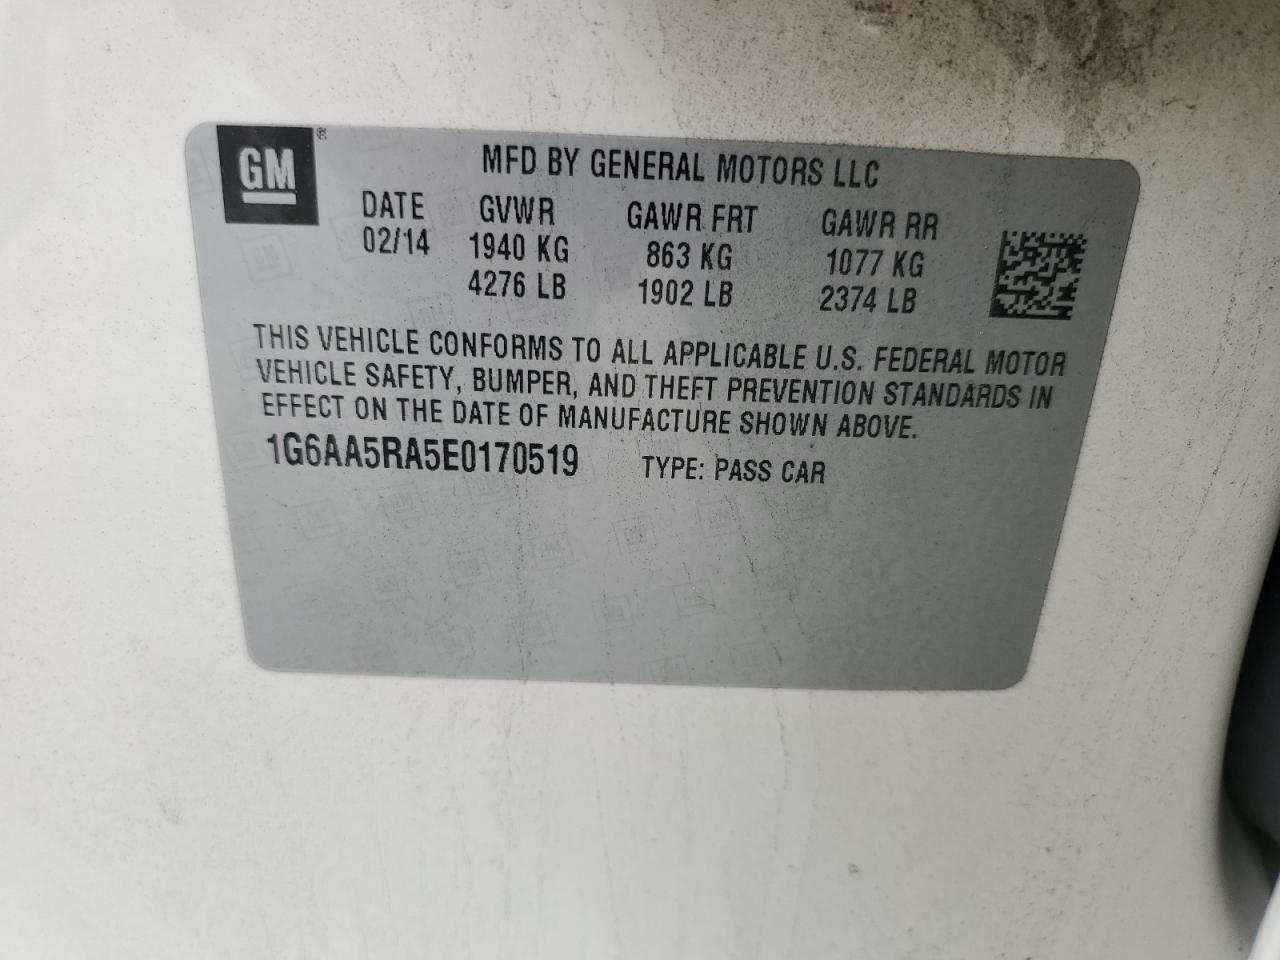 GM ®
MFD BY GENERAL MOTORS LLC
DATE GVWR GAWR FRT GAWR RR
02/14 1940 KG 863 KG 1077 KG
4276 LB 1902 LB 2374 LB
THIS VEHICLE CONFORMS TO ALL APPLICABLE U.S. FEDERAL MOTOR
VEHICLE SAFETY, BUMPER, AND THEFT PREVENTION STANDARDS IN
EFFECT ON THE DATE OF MANUFACTURE SHOWN ABOVE.
1G6AA5RA5E0170519 TYPE: PASS CAR